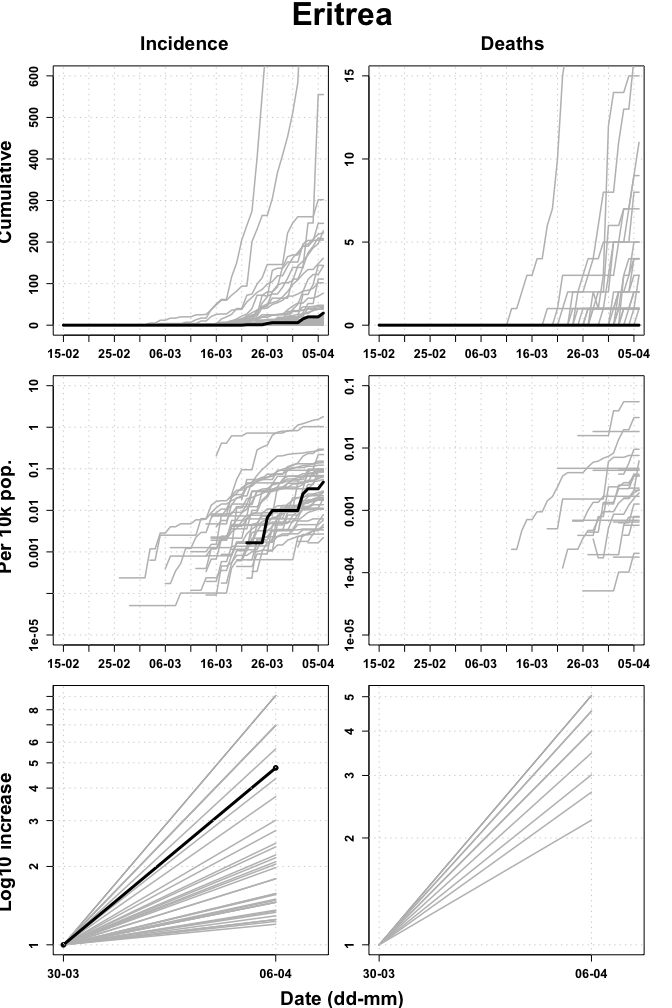 Eritrea
Incidence
Deaths
Cumulative
600
500
400
300
200
100
0
15-02 25-02 06-03 16-03 26-03 05-04
15
10
5
0
15-02 25-02 06-03 16-03 26-03 05-04
Per 10k pop.
10
1
0.1
0.01
0.001
1e-05
15-02 25-02 06-03 16-03 26-03 05-04
0.1
0.01
0.001
1e-04
1e-05
15-02 25-02 06-03 16-03 26-03 05-04
Log10 increase
8
6
5
4
3
2
1
30-03 06-04
5
4
3
2
1
30-03 06-04
Date (dd-mm)